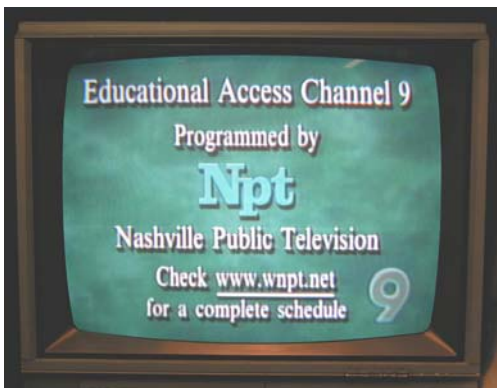 Educational Access Channel 9
Programmed by
Npt
Nashville Public Television
Check www.wnpt.net
for a complete schedule
9